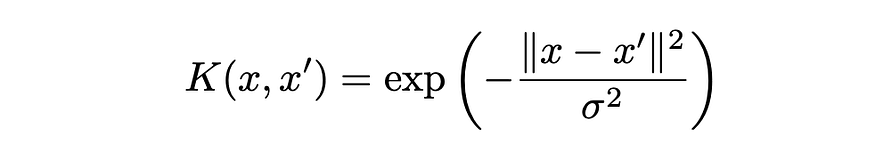 K(x, x′) = exp (−‖x − x′‖² / σ²)